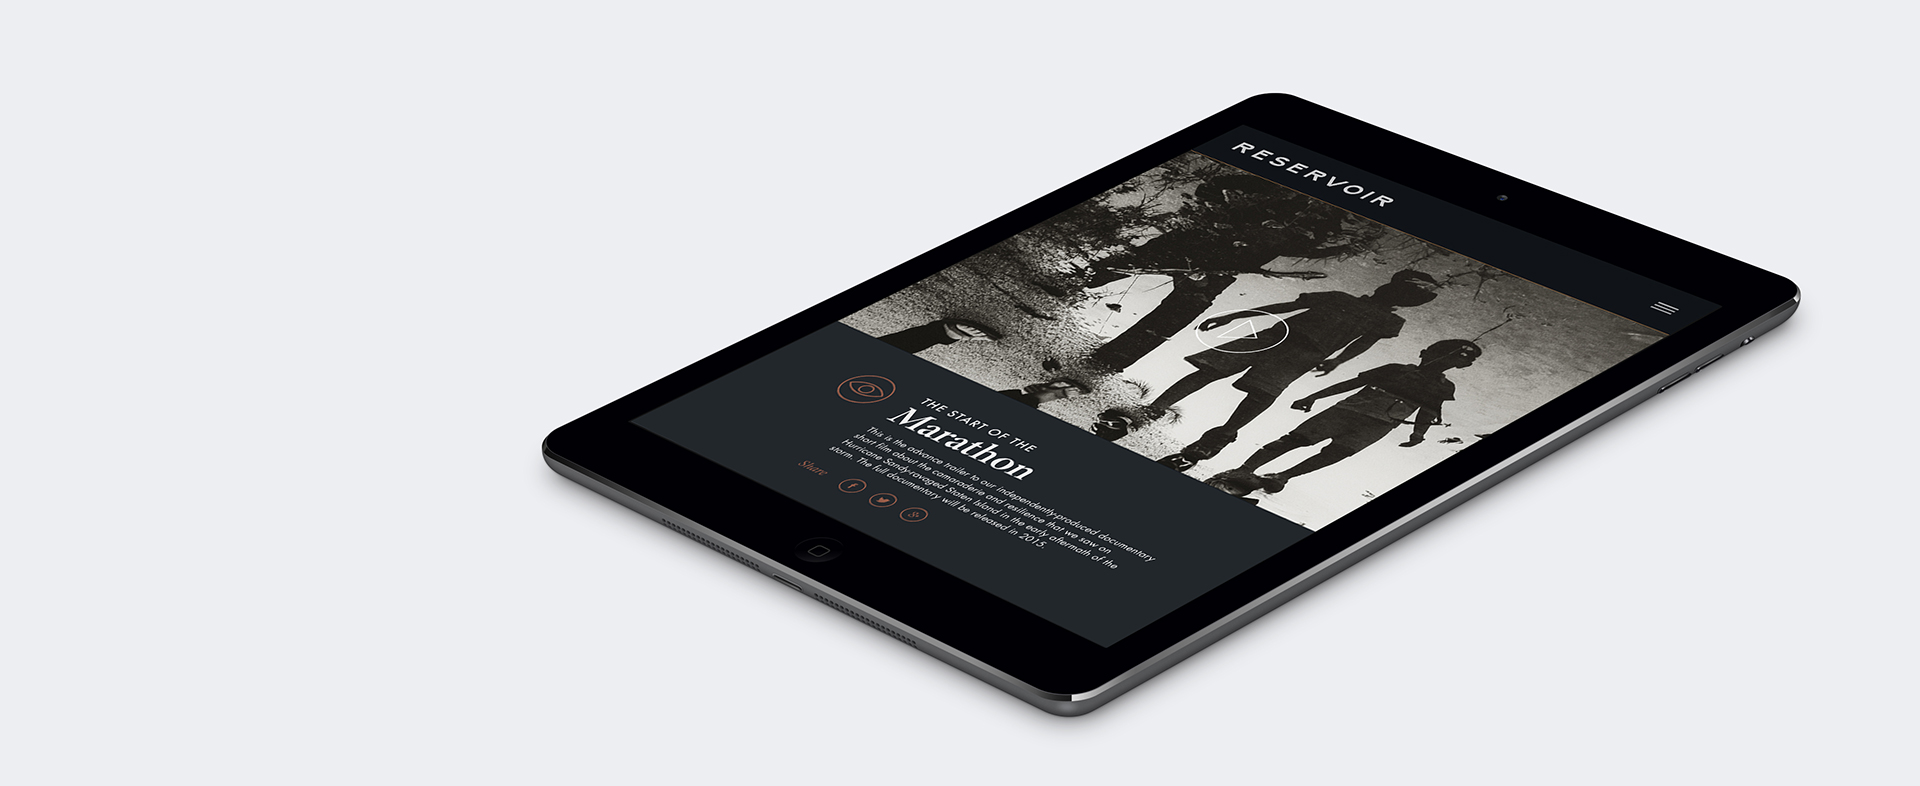 RESERVOIR
THE START OF THE
Marathon
This is the advance trailer to our independently-produced documentary
short film about the camaraderie and resilience that we saw on
Hurricane Sandy-ravaged Staten Island in the early aftermath of the
storm. The full documentary will be released in 2015.
Share